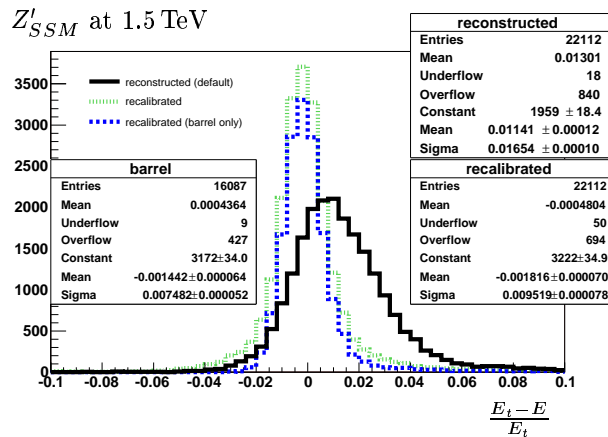 Z′SSM at 1.5 TeV
reconstructed
Entries 22112
Mean 0.01301
Underflow 18
Overflow 840
Constant 1959 ± 18.4
Mean 0.01141 ± 0.00012
Sigma 0.01654 ± 0.00010
reconstructed (default)
recalibrated
recalibrated (barrel only)
barrel
Entries 16087
Mean 0.0004364
Underflow 9
Overflow 427
Constant 3172±34.0
Mean -0.001442±0.000064
Sigma 0.007482±0.000052
recalibrated
Entries 22112
Mean -0.0004804
Underflow 50
Overflow 694
Constant 3222±34.9
Mean -0.001816±0.000070
Sigma 0.009519±0.000078
3500
3000
2500
2000
1500
1000
500
0
-0.1 -0.08 -0.06 -0.04 -0.02 0 0.02 0.04 0.06 0.08 0.1
E_t − E
E_t